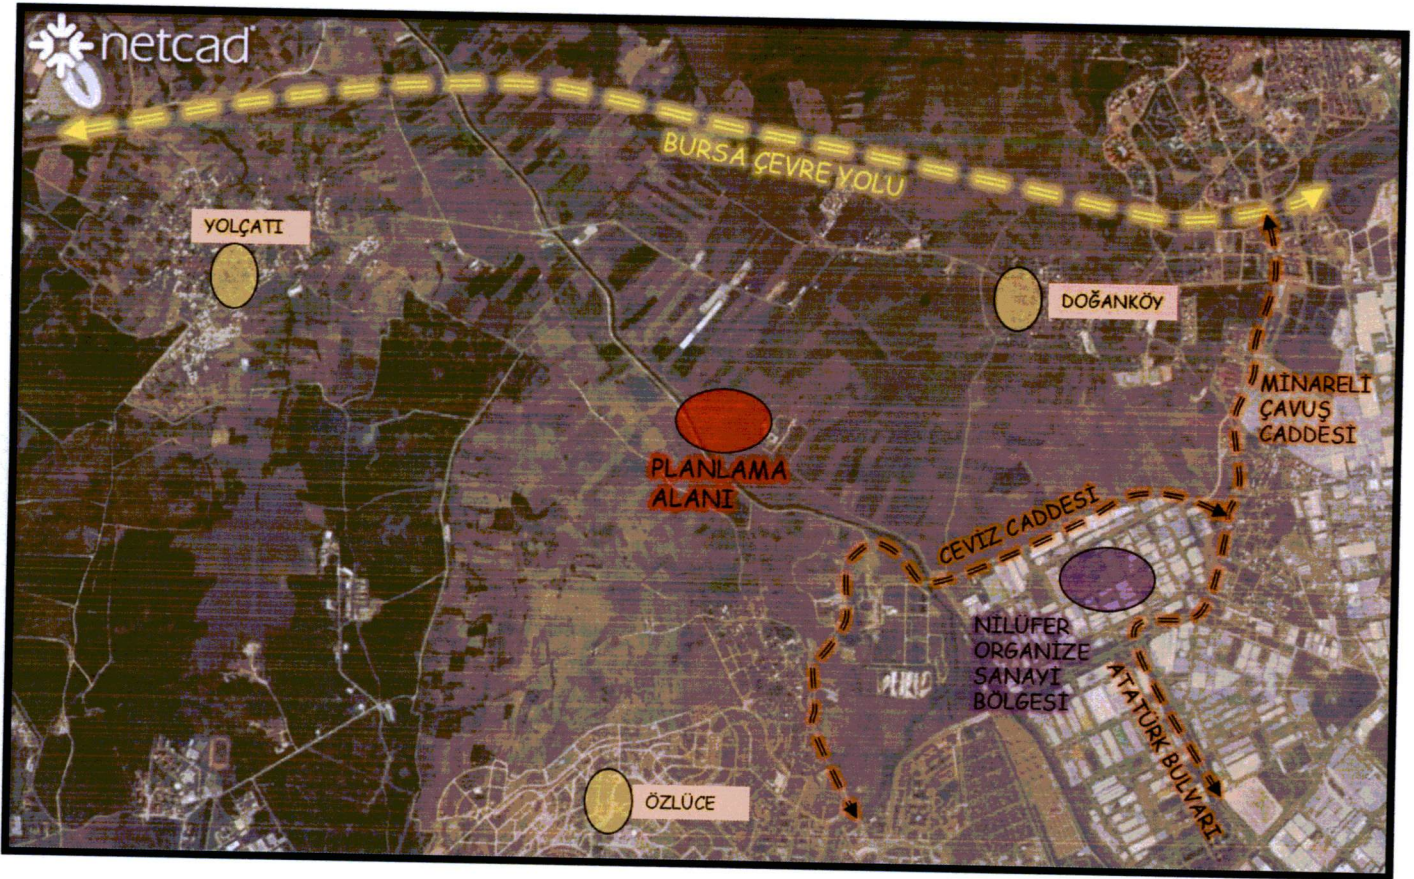 netcad
BURSA ÇEVRE YOLU
YOLÇATI
DOĞANKÖY
MİNARELİ
ÇAVUŞ
CADDESİ
PLANLAMA
ALANI
CEVİZ CADDESİ
NİLÜFER
ORGANİZE
SANAYİ
BÖLGESİ
ATATÜRK BULVARI
ÖZLÜCE